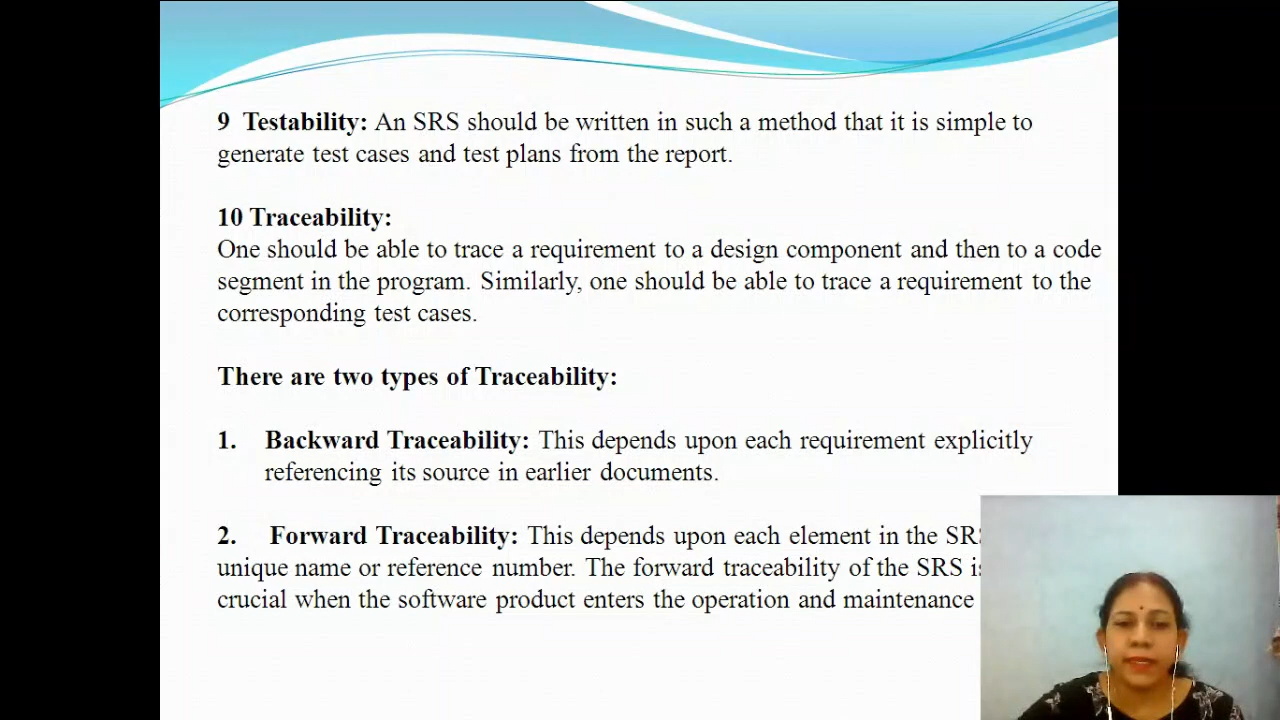 9 Testability: An SRS should be written in such a method that it is simple to
generate test cases and test plans from the report.
10 Traceability:
One should be able to trace a requirement to a design component and then to a code
segment in the program. Similarly, one should be able to trace a requirement to the
corresponding test cases.
There are two types of Traceability:
1. Backward Traceability: This depends upon each requirement explicitly
referencing its source in earlier documents.
2. Forward Traceability: This depends upon each element in the
unique name or reference number. The forward traceability of the SRS
crucial when the software product enters the operation and maintenance